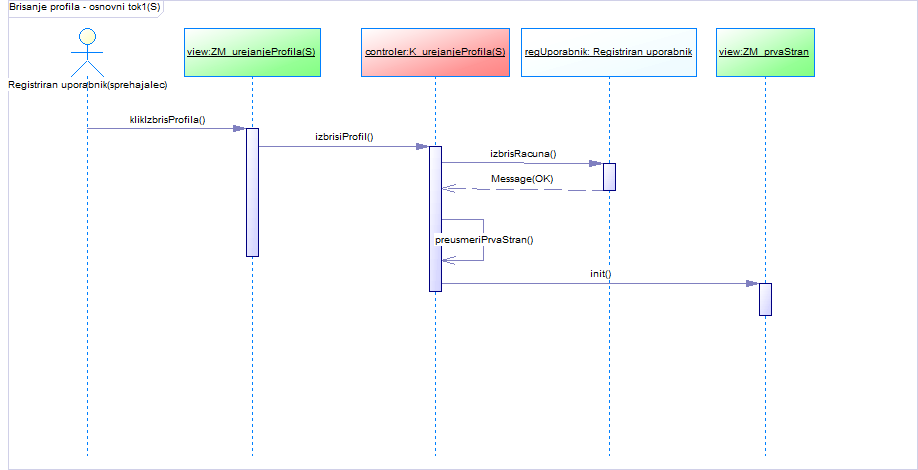 Brisanje profila - osnovni tok1(S)
view:ZM_urejanjeProfila(S)
controler:K_urejanjeProfila(S)
regUporabnik: Registriran uporabnik
view:ZM_prvaStran
Registriran uporabnik(sprehajalec)
klikIzbrisProfila()
izbrisiProfil()
izbrisRacuna()
Message(OK)
preusmeriPrvaStran()
init()